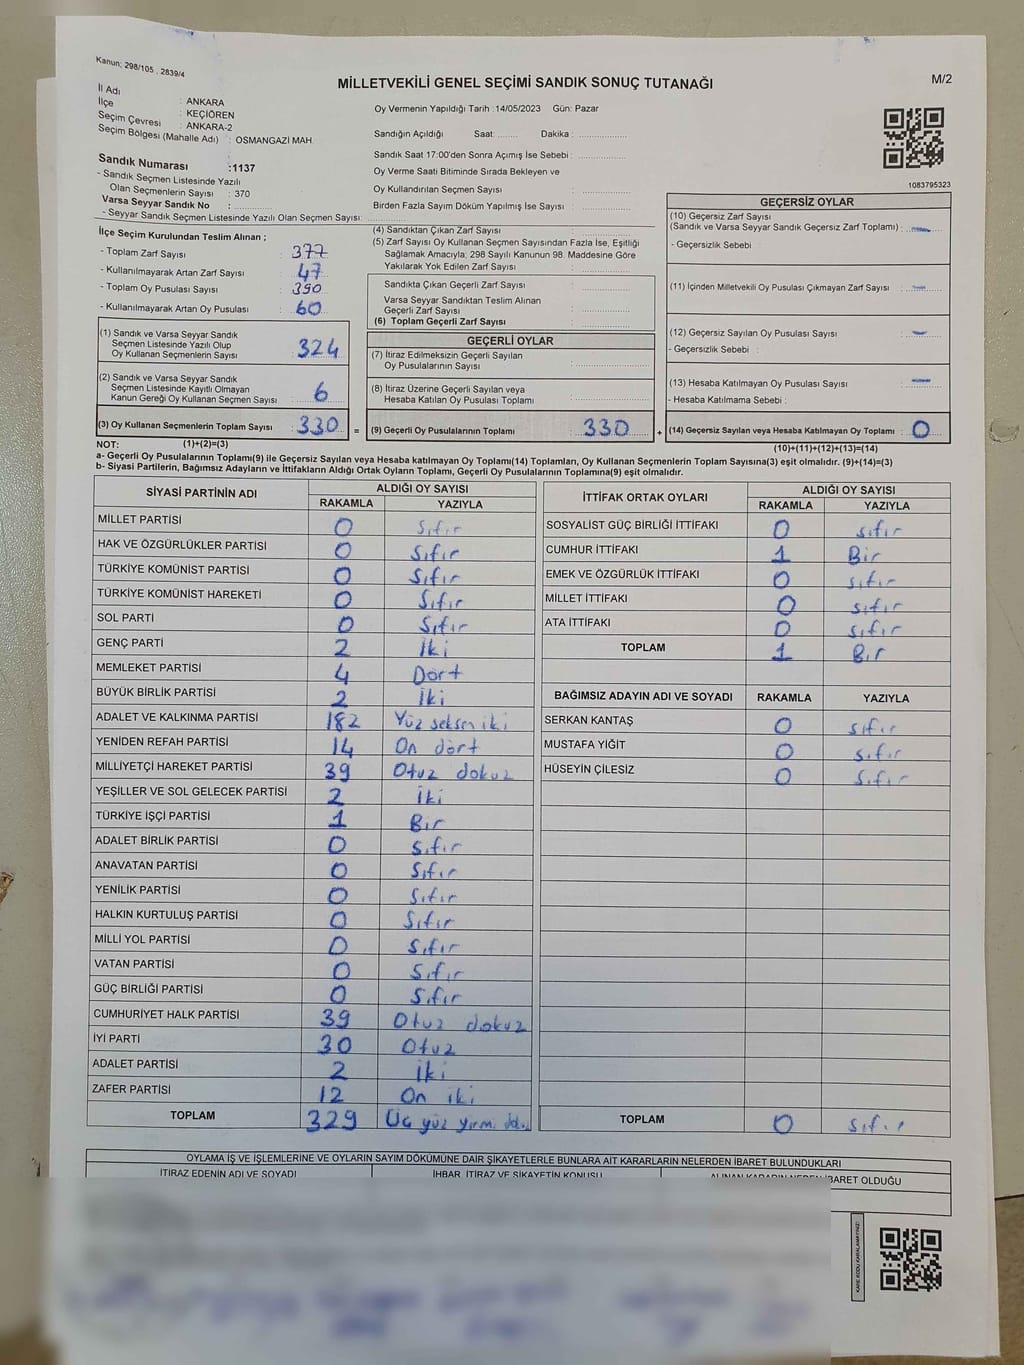 Kanun; 298/105 , 2839/4
MİLLETVEKİLİ GENEL SEÇİMİ SANDIK SONUÇ TUTANAĞI
M/2
İl Adı : ANKARA
İlçe : KEÇİÖREN
Seçim Çevresi : ANKARA-2
Seçim Bölgesi (Mahalle Adı) : OSMANGAZİ MAH.
Sandık Numarası :1137
- Sandık Seçmen Listesinde Yazılı
Olan Seçmenlerin Sayısı : 370
Varsa Seyyar Sandık No :
- Seyyar Sandık Seçmen Listesinde Yazılı Olan Seçmen Sayısı:
Oy Vermenin Yapıldığı Tarih :14/05/2023 Gün: Pazar
Sandığın Açıldığı Saat: Dakika :
Sandık Saat 17:00'den Sonra Açımış İse Sebebi :
Oy Verme Saati Bitiminde Sırada Bekleyen ve
Oy Kullandırılan Seçmen Sayısı :
Birden Fazla Sayım Döküm Yapılmış İse Sayısı :
1083795323
İlçe Seçim Kurulundan Teslim Alınan ;
- Toplam Zarf Sayısı : 377
- Kullanılmayarak Artan Zarf Sayısı : 47
- Toplam Oy Pusulası Sayısı : 390
- Kullanılmayarak Artan Oy Pusulası : 60
(1) Sandık ve Varsa Seyyar Sandık
Seçmen Listesinde Yazılı Olup
Oy Kullanan Seçmenlerin Sayısı : 324
(2) Sandık ve Varsa Seyyar Sandık
Seçmen Listesinde Kayıtlı Olmayan
Kanun Gereği Oy Kullanan Seçmen Sayısı : 6
(3) Oy Kullanan Seçmenlerin Toplam Sayısı : 330 =
(4) Sandıktan Çıkan Zarf Sayısı :
(5) Zarf Sayısı Oy Kullanan Seçmen Sayısından Fazla İse, Eşitliği
Sağlamak Amacıyla; 298 Sayılı Kanunun 98. Maddesine Göre
Yakılarak Yok Edilen Zarf Sayısı :
Sandıkta Çıkan Geçerli Zarf Sayısı :
Varsa Seyyar Sandıktan Teslim Alınan
Geçerli Zarf Sayısı :
(6) Toplam Geçerli Zarf Sayısı :
GEÇERLİ OYLAR
(7) İtiraz Edilmeksizin Geçerli Sayılan
Oy Pusulalarının Sayısı :
(8) İtiraz Üzerine Geçerli Sayılan veya
Hesaba Katılan Oy Pusulası Toplamı :
(9) Geçerli Oy Pusulalarının Toplamı : 330 +
GEÇERSİZ OYLAR
(10) Geçersiz Zarf Sayısı
(Sandık ve Varsa Seyyar Sandık Geçersiz Zarf Toplamı) : —
- Geçersizlik Sebebi :
(11) İçinden Milletvekili Oy Pusulası Çıkmayan Zarf Sayısı : —
(12) Geçersiz Sayılan Oy Pusulası Sayısı : —
- Geçersizlik Sebebi :
(13) Hesaba Katılmayan Oy Pusulası Sayısı : —
- Hesaba Katılmama Sebebi :
(14) Geçersiz Sayılan veya Hesaba Katılmayan Oy Toplamı : 0
NOT: (1)+(2)=(3) (10)+(11)+(12)+(13)=(14)
a- Geçerli Oy Pusulalarının Toplamı(9) ile Geçersiz Sayılan veya Hesaba katılmayan Oy Toplamı(14) Toplamları, Oy Kullanan Seçmenlerin Toplam Sayısına(3) eşit olmalıdır. (9)+(14)=(3)
b- Siyasi Partilerin, Bağımsız Adayların ve İttifakların Aldığı Ortak Oyların Toplamı, Geçerli Oy Pusulalarının Toplamına(9) eşit olmalıdır.
SİYASİ PARTİNİN ADI ALDIĞI OY SAYISI
RAKAMLA YAZIYLA
MİLLET PARTİSİ 0 Sıfır
HAK VE ÖZGÜRLÜKLER PARTİSİ 0 Sıfır
TÜRKİYE KOMÜNİST PARTİSİ 0 Sıfır
TÜRKİYE KOMÜNİST HAREKETİ 0 Sıfır
SOL PARTİ 0 Sıfır
GENÇ PARTİ 2 İki
MEMLEKET PARTİSİ 4 Dört
BÜYÜK BİRLİK PARTİSİ 2 İki
ADALET VE KALKINMA PARTİSİ 182 Yüz seksen iki
YENİDEN REFAH PARTİSİ 14 On dört
MİLLİYETÇİ HAREKET PARTİSİ 39 Otuz dokuz
YEŞİLLER VE SOL GELECEK PARTİSİ 2 İki
TÜRKİYE İŞÇİ PARTİSİ 1 Bir
ADALET BİRLİK PARTİSİ 0 Sıfır
ANAVATAN PARTİSİ 0 Sıfır
YENİLİK PARTİSİ 0 Sıfır
HALKIN KURTULUŞ PARTİSİ 0 Sıfır
MİLLİ YOL PARTİSİ 0 Sıfır
VATAN PARTİSİ 0 Sıfır
GÜÇ BİRLİĞİ PARTİSİ 0 Sıfır
CUMHURİYET HALK PARTİSİ 39 Otuz dokuz
İYİ PARTİ 30 Otuz
ADALET PARTİSİ 2 İki
ZAFER PARTİSİ 12 On iki
TOPLAM 329 Üç yüz yirmi
İTTİFAK ORTAK OYLARI ALDIĞI OY SAYISI
RAKAMLA YAZIYLA
SOSYALİST GÜÇ BİRLİĞİ İTTİFAKI 0 Sıfır
CUMHUR İTTİFAKI 1 Bir
EMEK VE ÖZGÜRLÜK İTTİFAKI 0 Sıfır
MİLLET İTTİFAKI 0 Sıfır
ATA İTTİFAKI 0 Sıfır
TOPLAM 1 Bir
BAĞIMSIZ ADAYIN ADI VE SOYADI RAKAMLA YAZIYLA
SERKAN KANTAŞ 0 Sıfır
MUSTAFA YİĞİT 0 Sıfır
HÜSEYİN ÇİLESİZ 0 Sıfır
TOPLAM 0 Sıfır
OYLAMA İŞ VE İŞLEMLERİNE VE OYLARIN SAYIM DÖKÜMÜNE DAİR ŞİKAYETLERLE BUNLARA AİT KARARLARIN NELERDEN İBARET BULUNDUKLARI
İTİRAZ EDENİN ADI VE SOYADI
İHBAR, İTİRAZ VE ŞİKAYETİN KONUSU
ALINAN KARARIN NEDEN İBARET OLDUĞU